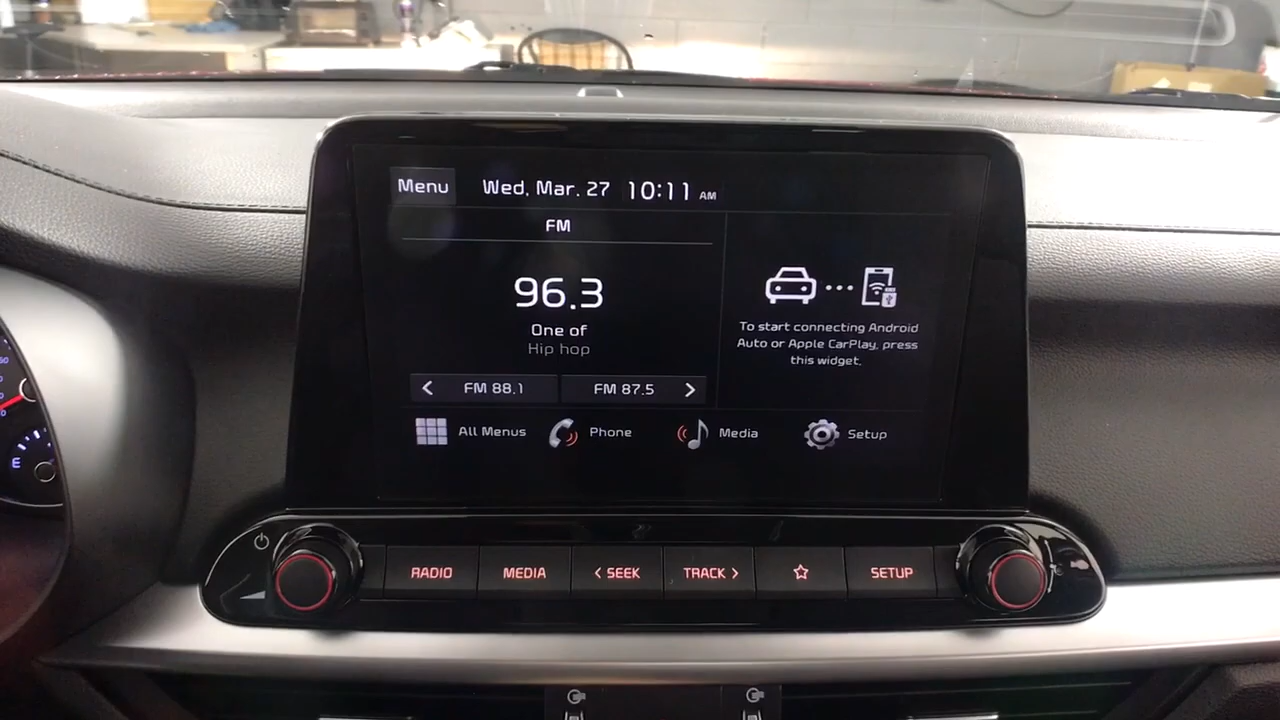 Menu
Wed, Mar. 27 10:11 AM
FM
96.3
One of
Hip hop
FM 88.1
FM 87.5
To start connecting Android
Auto or Apple CarPlay, press
this widget.
All Menus
Phone
Media
Setup
RADIO
MEDIA
< SEEK
TRACK >
SETUP
E